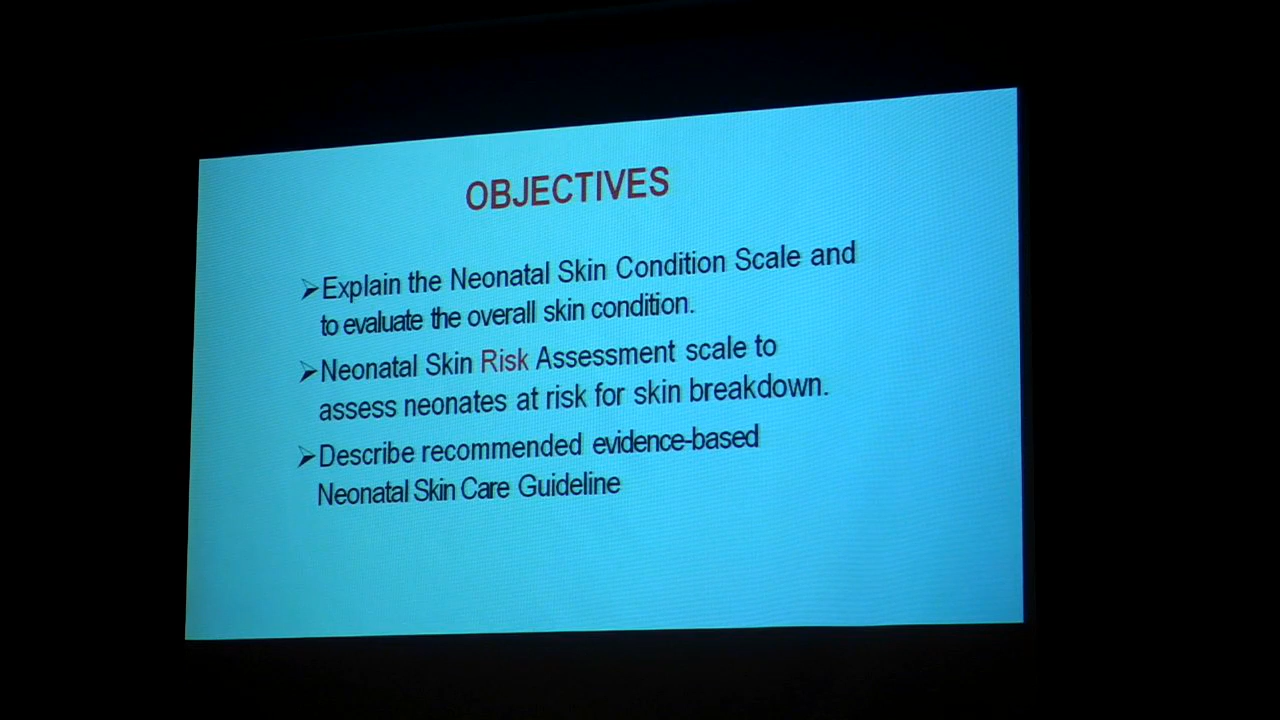 OBJECTIVES
➢Explain the Neonatal Skin Condition Scale and
to evaluate the overall skin condition.
➢Neonatal Skin Risk Assessment scale to
assess neonates at risk for skin breakdown.
➢Describe recommended evidence-based
Neonatal Skin Care Guideline